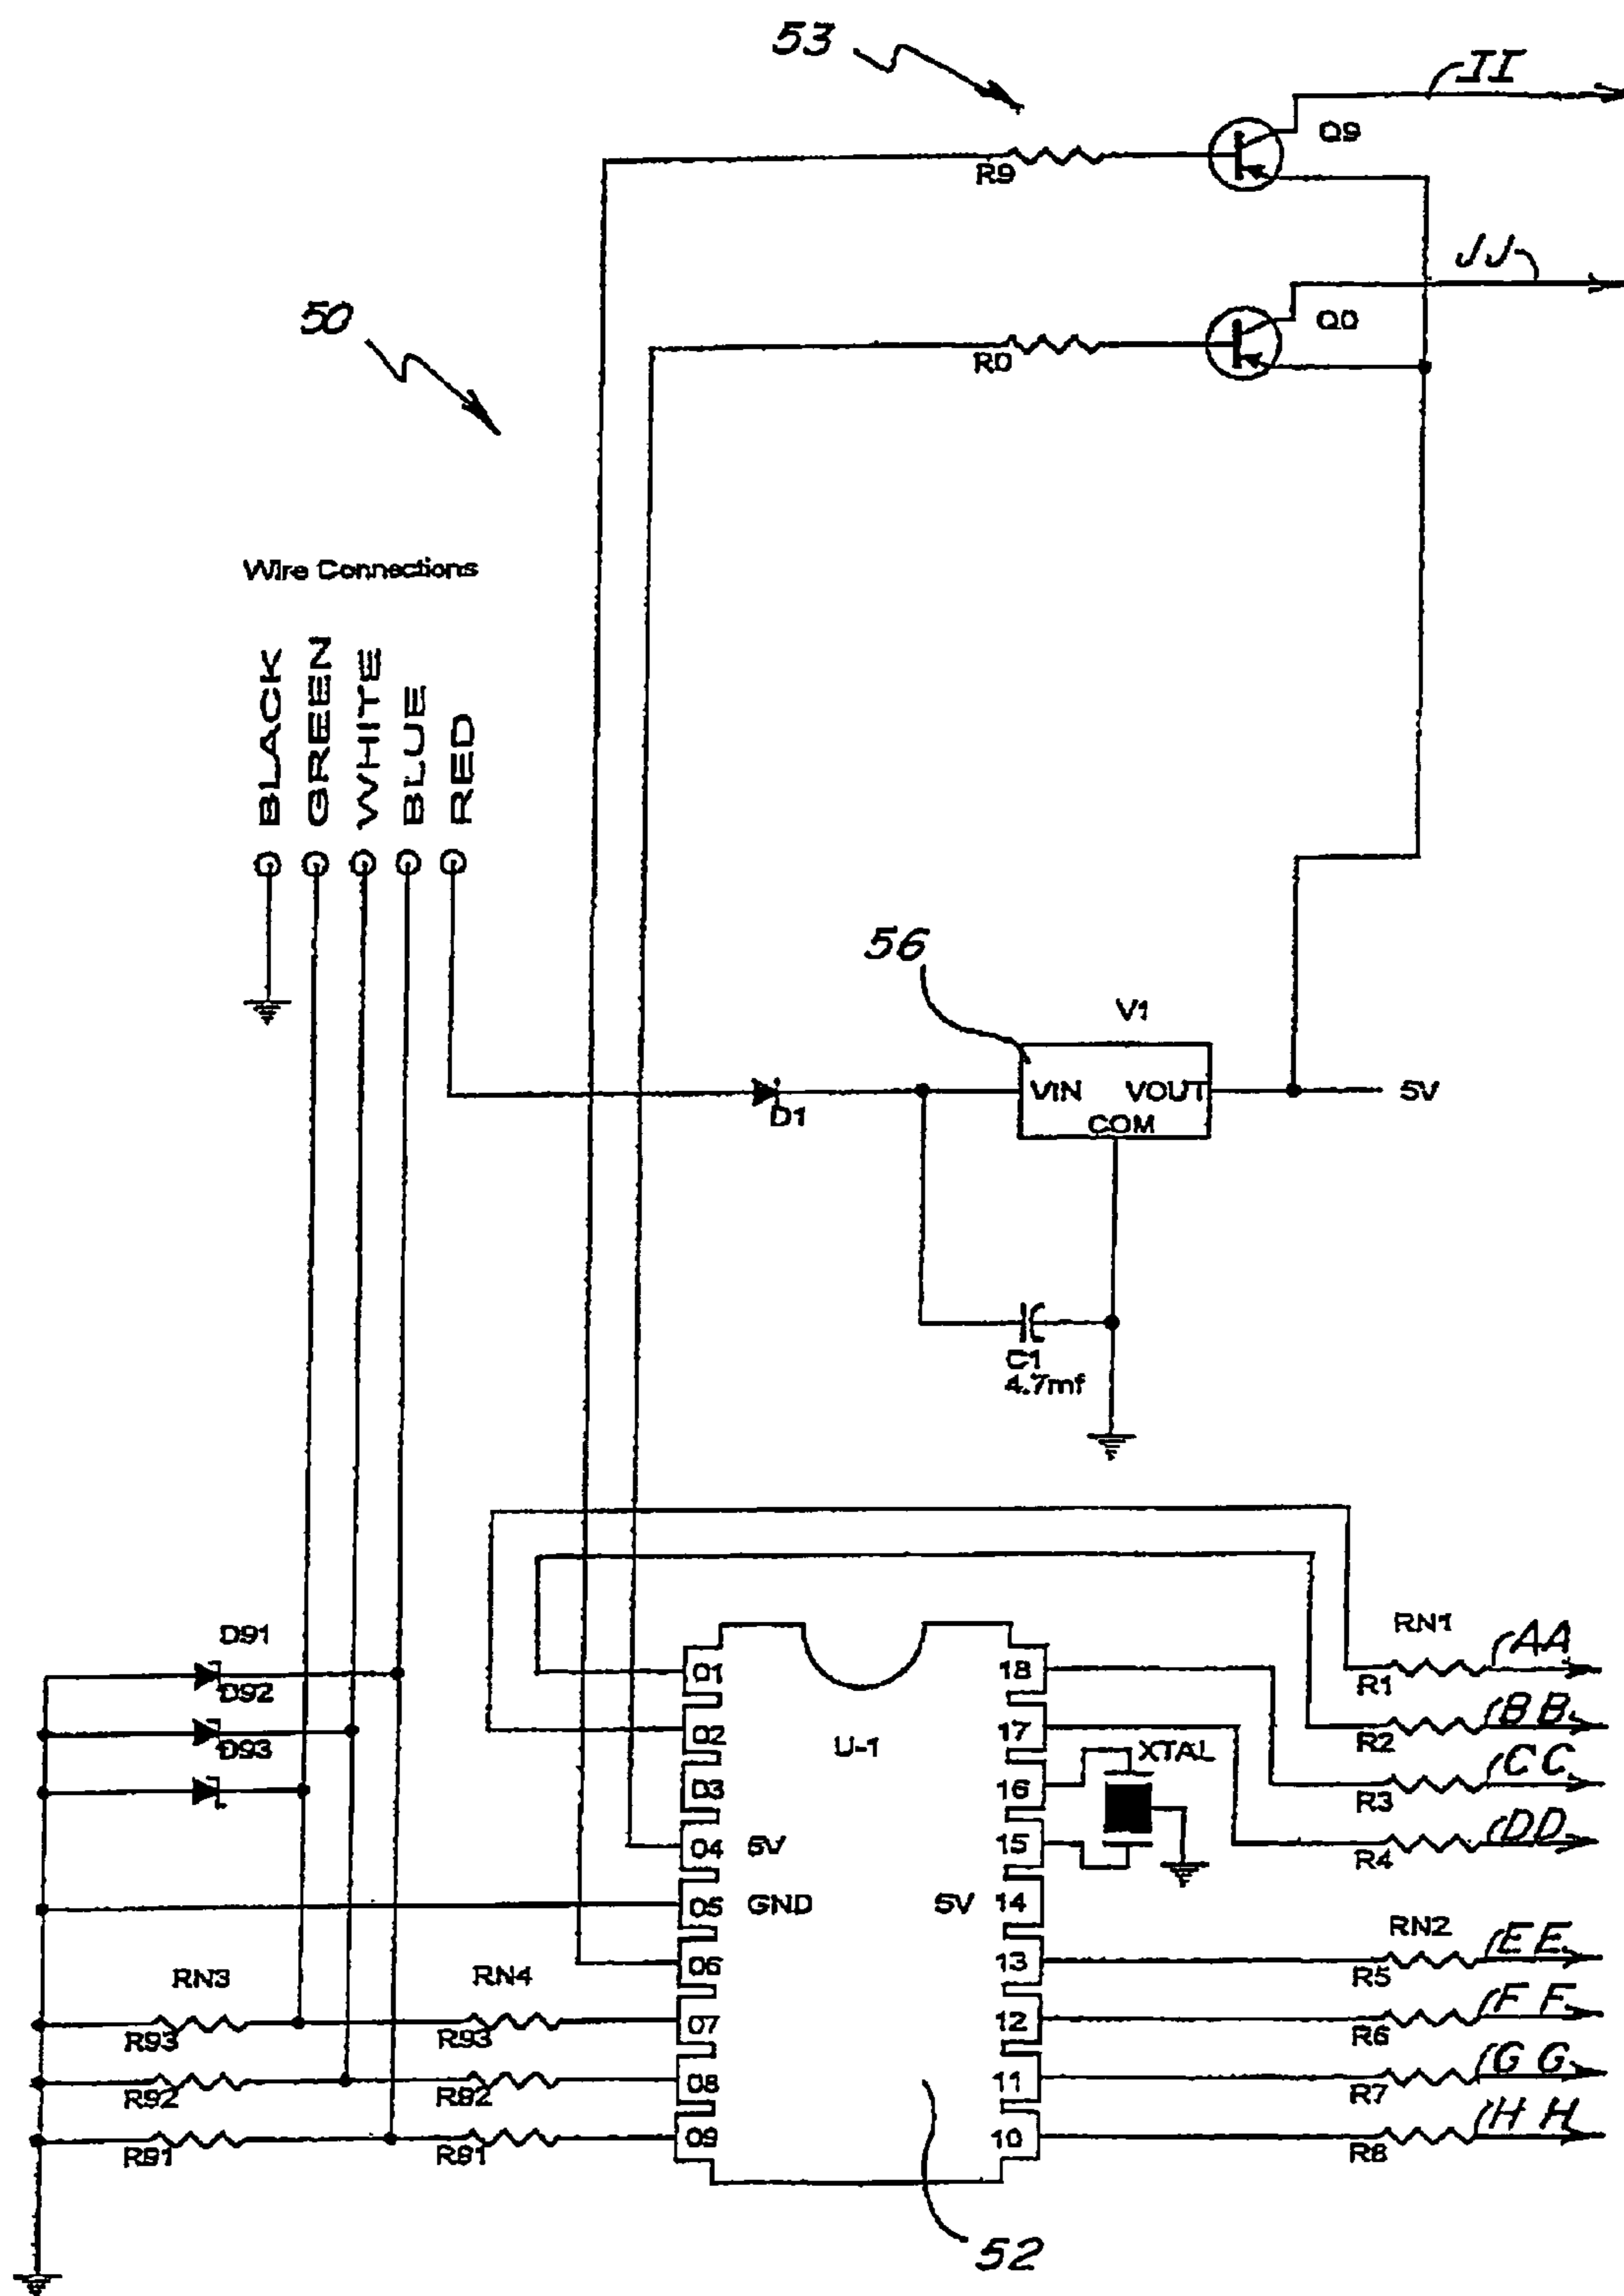 53
II
Q9
R9
JJ
Q0
R0
50
Wire Connections
BLACK
GREEN
WHITE
BLUE
RED
56
V1
VIN
VOUT
5V
COM
D1
C1
4.7mf
D91
D92
D93
01
02
03
04
05
06
07
08
09
5V
GND
U-1
5V
18
17
16
15
14
13
12
11
10
XTAL
RN1
R1
AA
R2
BB
R3
CC
R4
DD
RN2
R5
EE
R6
FF
R7
GG
R8
HH
RN3
RN4
R93
R93
R92
R92
R91
R91
52